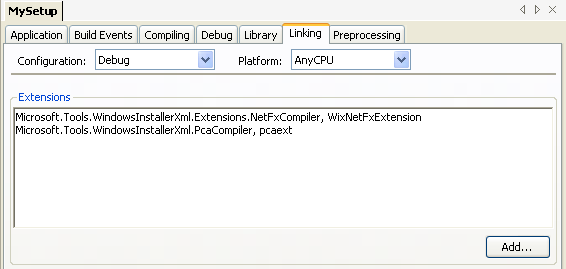 MySetup
Application Build Events Compiling Debug Library Linking Preprocessing
Configuration: Debug Platform: AnyCPU
Extensions
Microsoft.Tools.WindowsInstallerXml.Extensions.NetFxCompiler, WixNetFxExtension
Microsoft.Tools.WindowsInstallerXml.PcaCompiler, pcaext
Add...